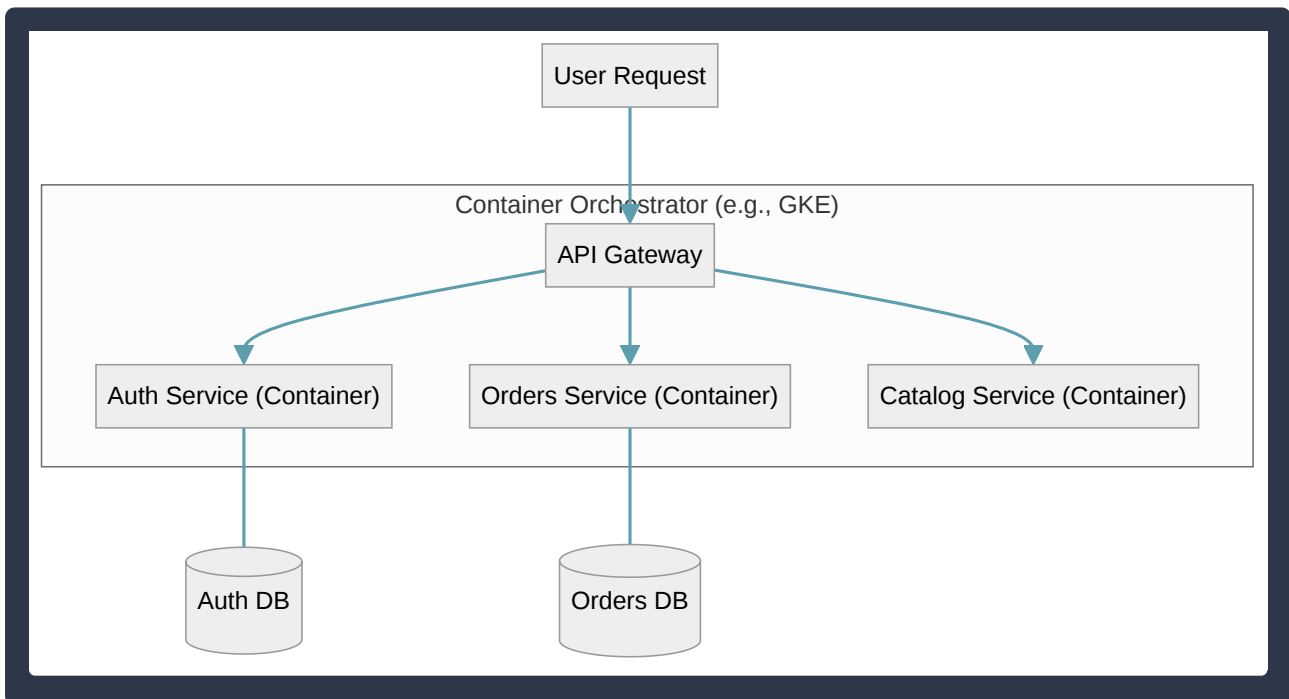 User Request
Container Orchestrator (e.g., GKE)
API Gateway
Auth Service (Container)
Orders Service (Container)
Catalog Service (Container)
Auth DB
Orders DB